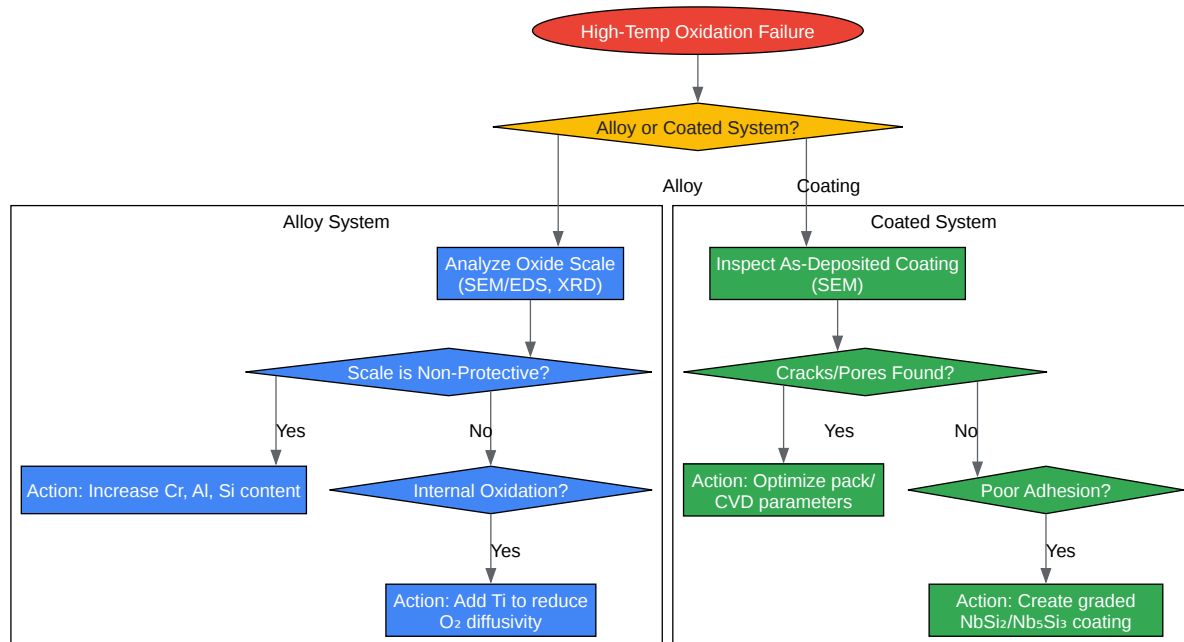 High-Temp Oxidation Failure
Alloy or Coated System?
Alloy
Coating
Alloy System
Analyze Oxide Scale
(SEM/EDS, XRD)
Scale is Non-Protective?
Yes
No
Action: Increase Cr, Al, Si content
Internal Oxidation?
Yes
Action: Add Ti to reduce
O₂ diffusivity
Coated System
Inspect As-Deposited Coating
(SEM)
Cracks/Pores Found?
Yes
No
Action: Optimize pack/
CVD parameters
Poor Adhesion?
Yes
Action: Create graded
NbSi₂/Nb₅Si₃ coating